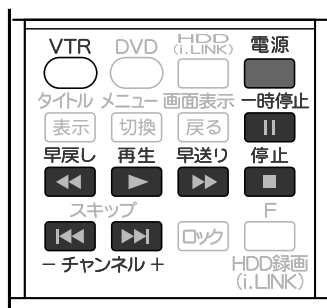 VTR DVD HDD (i.LINK) 電源
タイトル メニュー 画面表示 一時停止
表示 切換 戻る
早戻し 再生 早送り 停止
スキップ F
ロック
− チャンネル + HDD録画
(i.LINK)